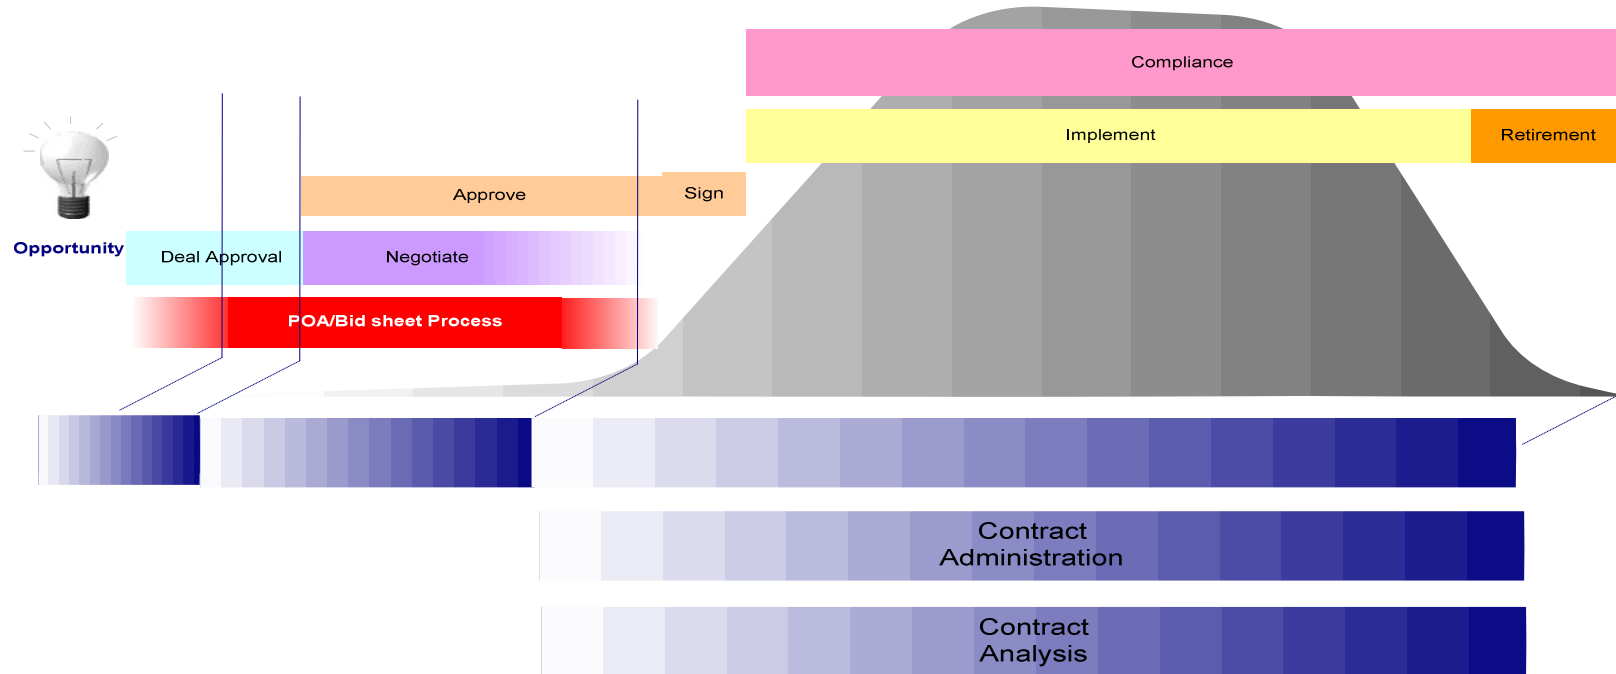 Compliance
Implement
Retirement
Approve
Sign
Opportunity
Deal Approval
Negotiate
POA/Bid sheet Process
Contract
Administration
Contract
Analysis